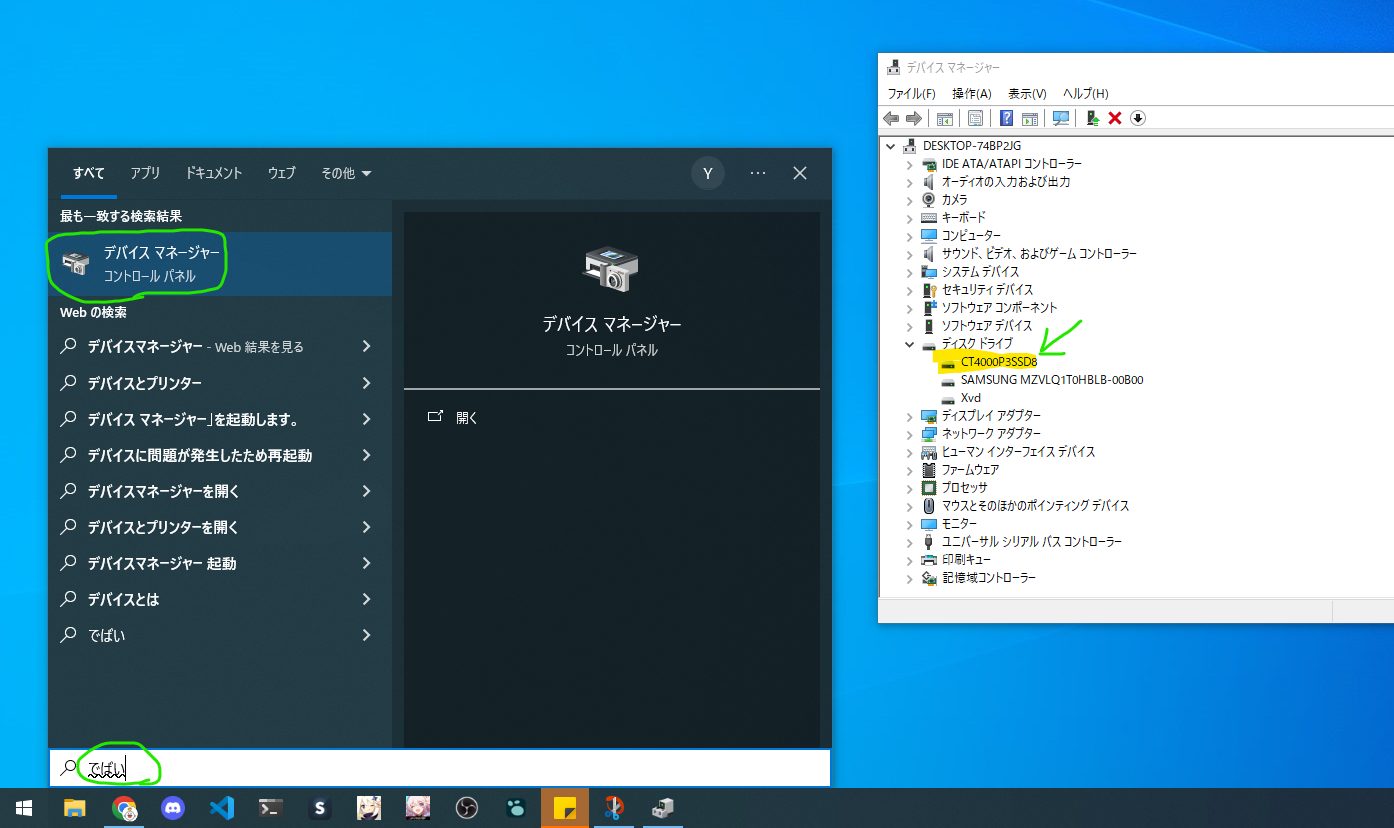 すべて アプリ ドキュメント ウェブ その他 Y
最も一致する検索結果
デバイス マネージャー
コントロール パネル
Web の検索
デバイスマネージャー - Web 結果を見る
デバイスとプリンター
デバイス マネージャー」を起動します。
デバイスに問題が発生したため再起動
デバイスマネージャーを開く
デバイスとプリンターを開く
デバイスマネージャー 起動
デバイスとは
でばい
デバイス マネージャー
コントロール パネル
開く
でばい
デバイス マネージャー
ファイル(F) 操作(A) 表示(V) ヘルプ(H)
DESKTOP-74BP2JG
IDE ATA/ATAPI コントローラー
オーディオの入力および出力
カメラ
キーボード
コンピューター
サウンド、ビデオ、およびゲーム コントローラー
システム デバイス
セキュリティ デバイス
ソフトウェア コンポーネント
ソフトウェア デバイス
ディスク ドライブ
CT4000P3SSD8
SAMSUNG MZVLQ1T0HBLB-00B00
Xvd
ディスプレイ アダプター
ネットワーク アダプター
ヒューマン インターフェイス デバイス
ファームウェア
プロセッサ
マウスとそのほかのポインティング デバイス
モニター
ユニバーサル シリアル バス コントローラー
印刷キュー
記憶域コントローラー
S